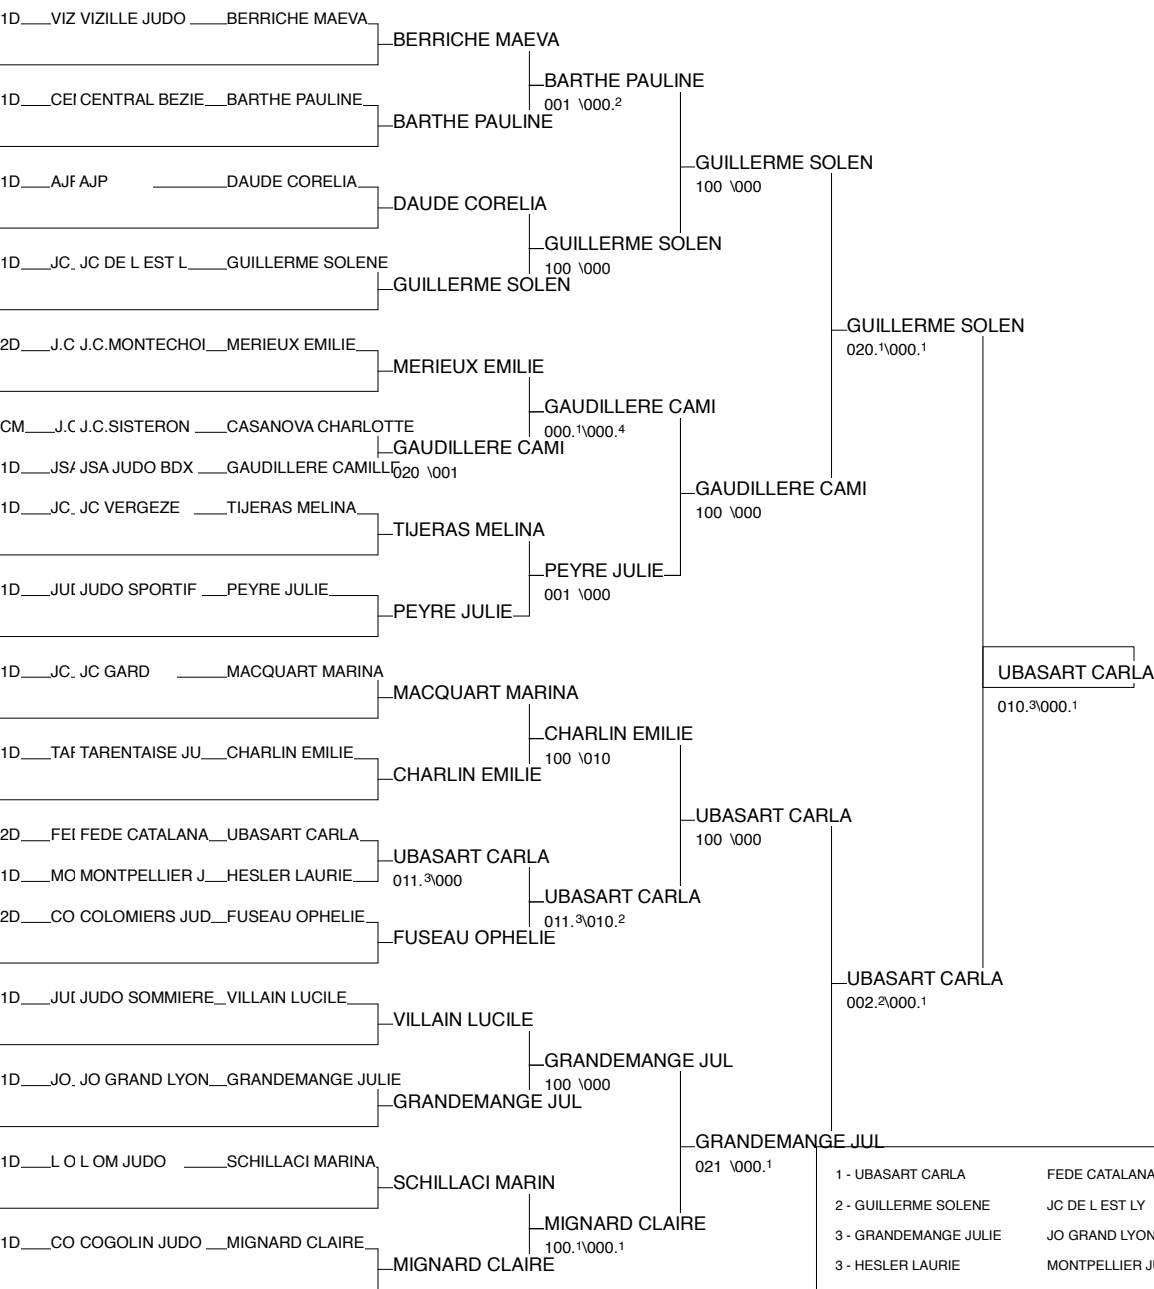 1D VIZ VIZILLE JUDO BERRICHE MAEVA
BERRICHE MAEVA
BARTHE PAULINE
001 \000.2
1D CEI CENTRAL BEZIE BARTHE PAULINE
BARTHE PAULINE
GUILLERME SOLEN
100 \000
1D AJF AJP DAUDE CORELIA
DAUDE CORELIA
GUILLERME SOLEN
100 \000
1D JC JC DE L EST L GUILLERME SOLENE
GUILLERME SOLEN
GUILLERME SOLEN
020.1\000.1
2D J.C J.C.MONTECHOI MERIEUX EMILIE
MERIEUX EMILIE
GAUDILLERE CAMI
000.1\000.4
CM J.C J.C.SISTERON CASANOVA CHARLOTTE
GAUDILLERE CAMI
020 \001
1D JSA JSA JUDO BDX GAUDILLERE CAMILLE
GAUDILLERE CAMI
100 \000
1D JC JC VERGEZE TIJERAS MELINA
TIJERAS MELINA
PEYRE JULIE
001 \000
1D JUI JUDO SPORTIF PEYRE JULIE
PEYRE JULIE
1D JC JC GARD MACQUART MARINA
UBASART CARLA
010.3\000.1
MACQUART MARINA
CHARLIN EMILIE
100 \010
1D TAF TARENTAISE JU CHARLIN EMILIE
CHARLIN EMILIE
UBASART CARLA
100 \000
2D FEI FEDE CATALANA UBASART CARLA
UBASART CARLA
011.3\000
1D MO MONTPELLIER J HESLER LAURIE
UBASART CARLA
011.3\010.2
2D CO COLOMIERS JUD FUSEAU OPHELIE
FUSEAU OPHELIE
UBASART CARLA
002.2\000.1
1D JUI JUDO SOMMIERE VILLAIN LUCILE
VILLAIN LUCILE
GRANDEMANGE JUL
100 \000
1D JO JO GRAND LYON GRANDEMANGE JULIE
GRANDEMANGE JUL
GRANDEMANGE JUL
021 \000.1
1D L O L OM JUDO SCHILLACI MARINA
SCHILLACI MARIN
MIGNARD CLAIRE
100.1\000.1
1D CO COGOLIN JUDO MIGNARD CLAIRE
MIGNARD CLAIRE
1 - UBASART CARLA FEDE CATALANA
2 - GUILLERME SOLENE JC DE L EST LY
3 - GRANDEMANGE JULIE JO GRAND LYON
3 - HESLER LAURIE MONTPELLIER JU